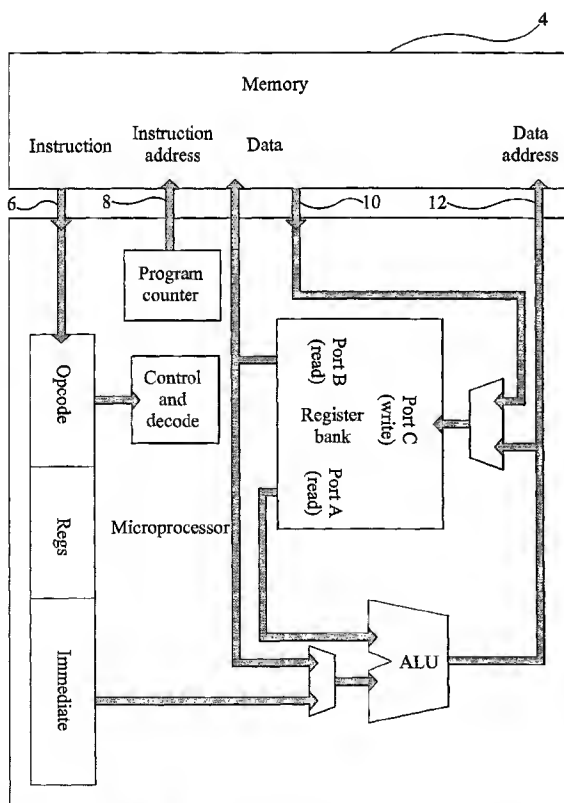 4
Memory
Instruction
Instruction
address
Data
Data
address
6
8
10
12
Program
counter
Opcode
Control
and
decode
Port B
(read)
Port C
(write)
Register
bank
Port A
(read)
Regs
Microprocessor
Immediate
ALU